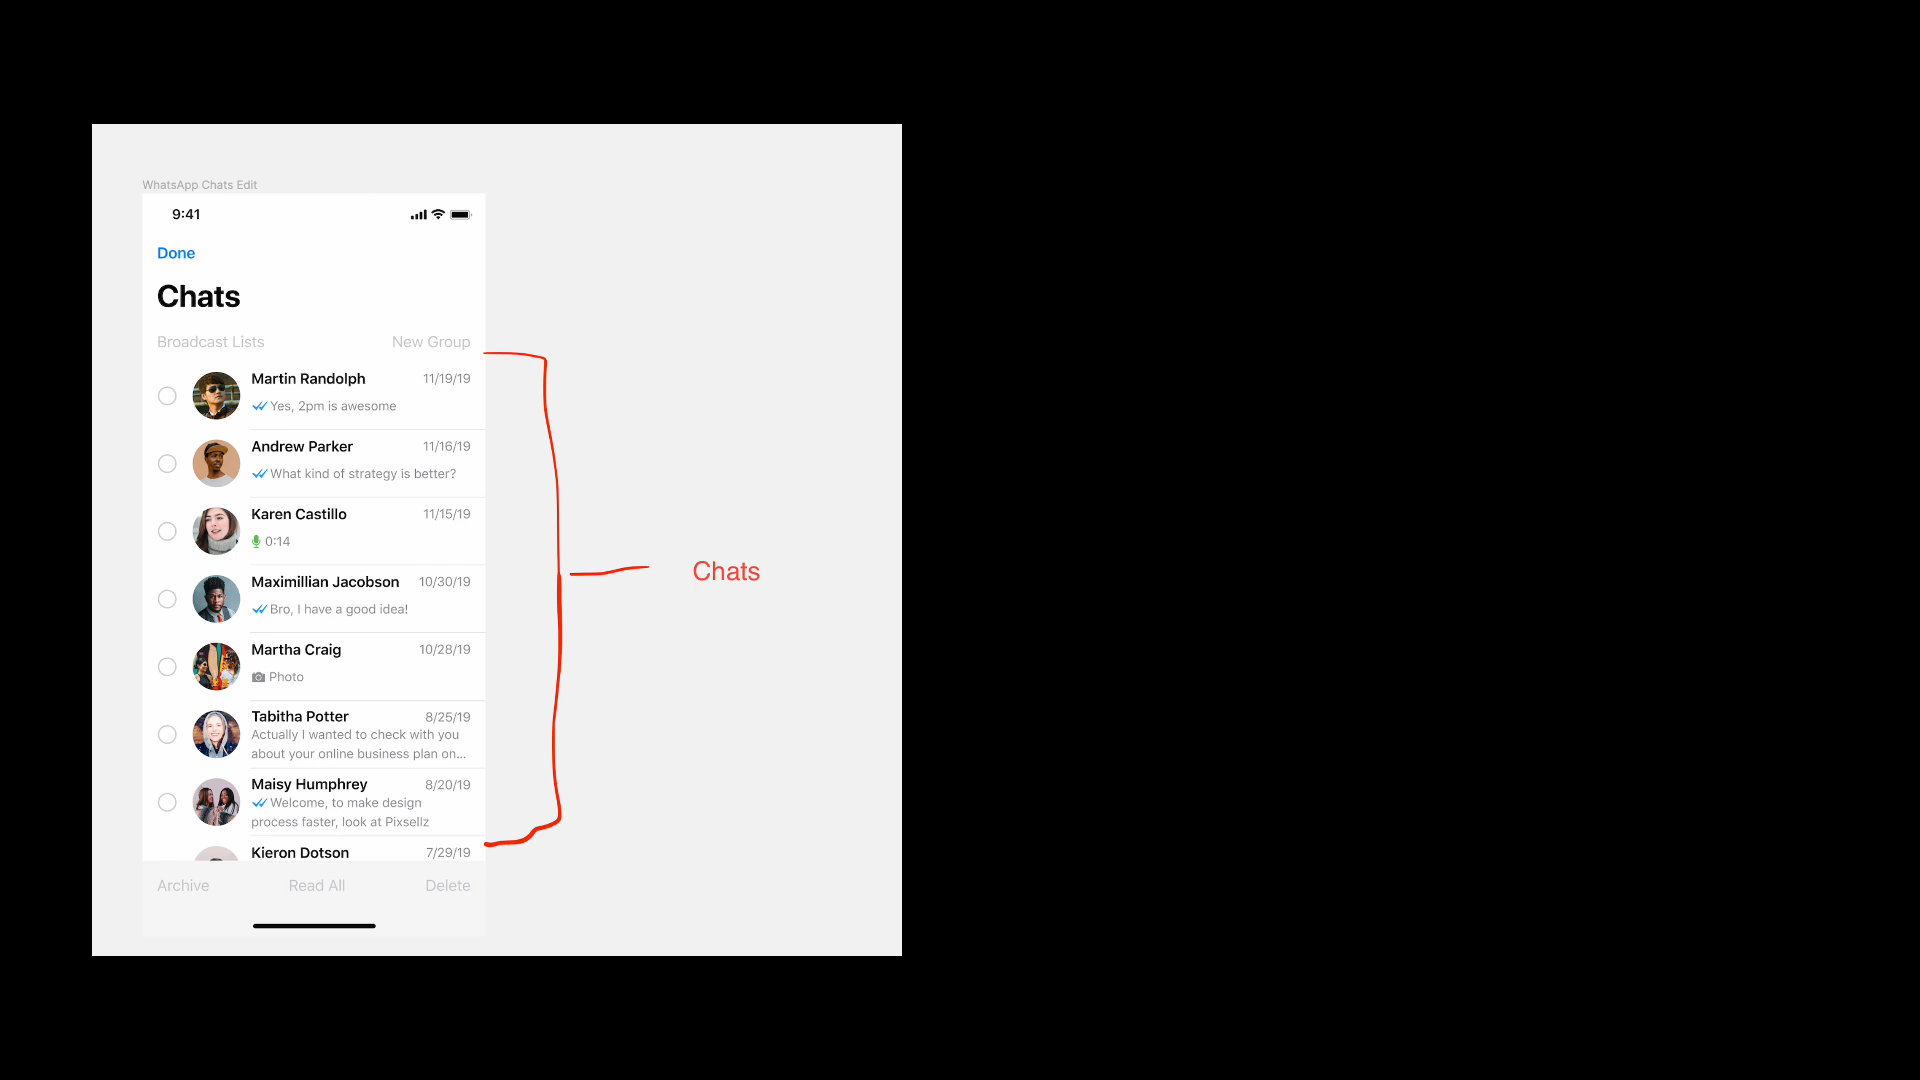 WhatsApp Chats Edit
9:41
Done
Chats
Broadcast Lists New Group
Martin Randolph 11/19/19
Yes, 2pm is awesome
Andrew Parker 11/16/19
What kind of strategy is better?
Karen Castillo 11/15/19
0:14
Maximillian Jacobson 10/30/19
Bro, I have a good idea!
Martha Craig 10/28/19
Photo
Tabitha Potter 8/25/19
Actually I wanted to check with you
about your online business plan on...
Maisy Humphrey 8/20/19
Welcome, to make design
process faster, look at Pixsellz
Kieron Dotson 7/29/19
Archive Read All Delete
Chats